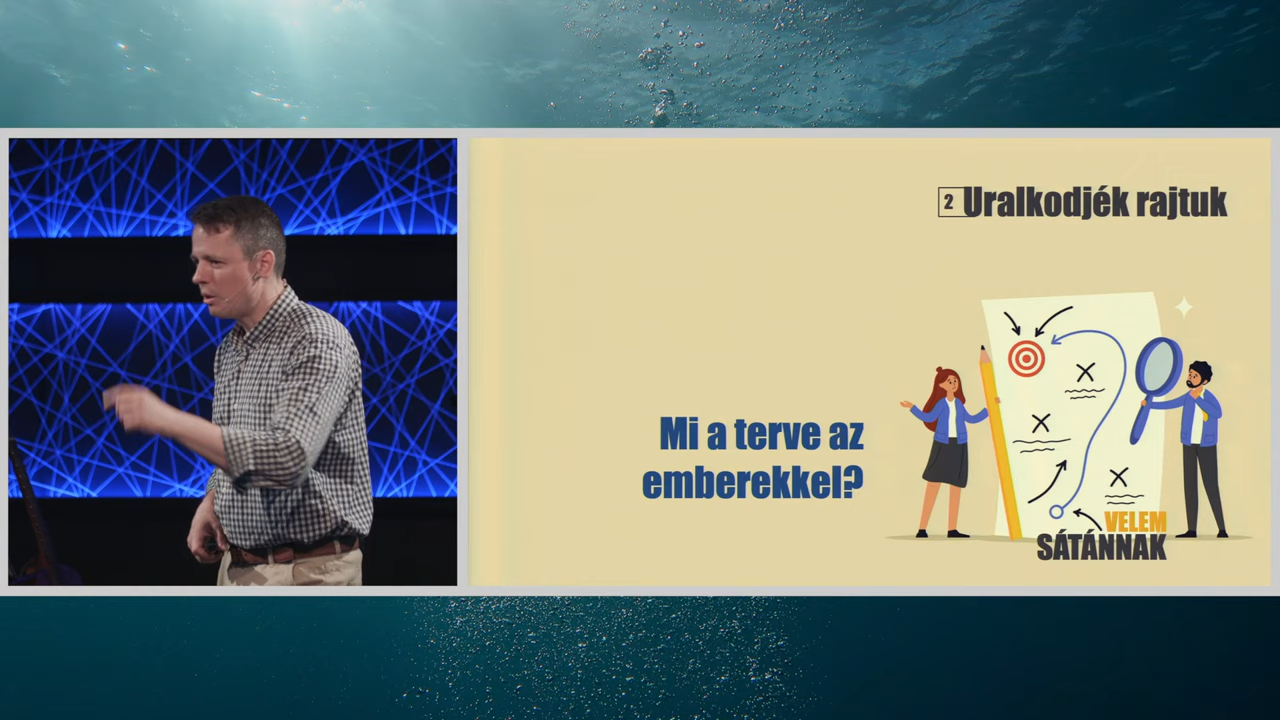 2 Uralkodjék rajtuk
Mi a terve az
emberekkel?
VELEM
SÁTÁNNAK